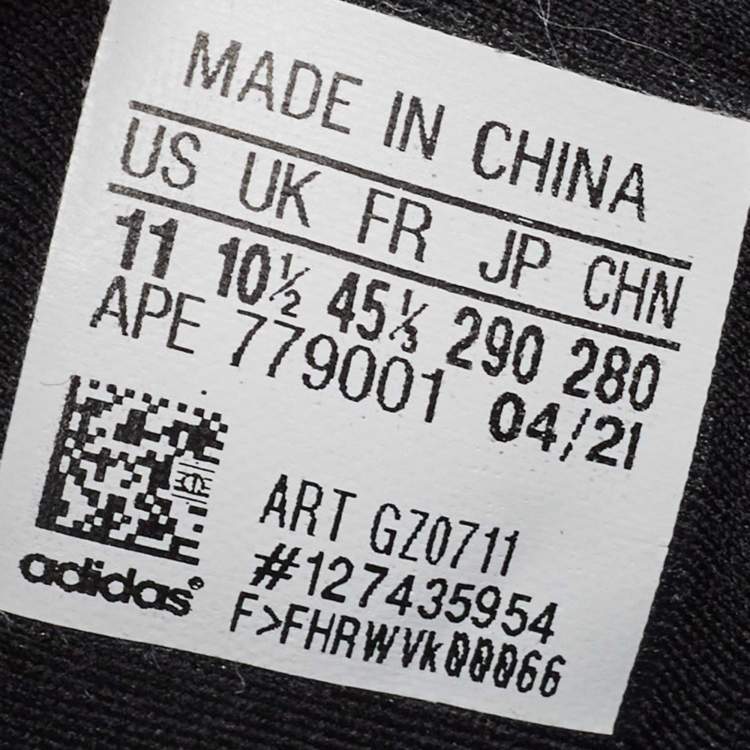 MADE IN CHINA
US UK FR JP CHN
11 10½ 45⅓ 290 280
APE 779001 04/21
ART GZ0711
#127435954
adidas®
F>FHRWVk00066